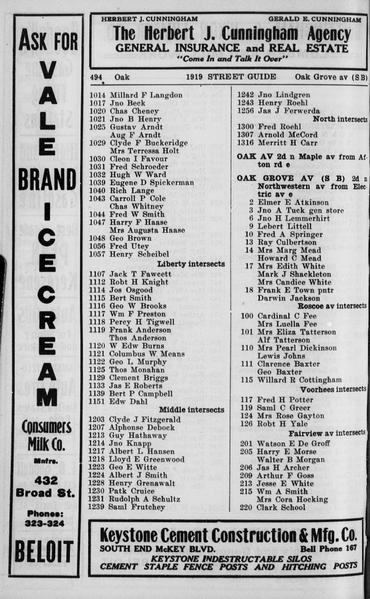 HERBERT J. CUNNINGHAM GERALD E. CUNNINGHAM
The Herbert J. Cunningham Agency
GENERAL INSURANCE and REAL ESTATE
"Come in and Talk It Over"
ASK FOR
VALE
BRAND
ICE CREAM
Consumers
Milk Co.
Mnfrs.
432
Broad St.
Phones:
323-324
BELOIT
494 Oak 1919 STREET GUIDE Oak Grove av (S B)
1014 Millard F Langdon
1017 Jno Beck
1020 Chas Cheney
1021 Jno B Henry
1025 Gustav Arndt
Aug F Arndt
1029 Clyde F Buckeridge
Mrs Terressa Holt
1030 Cleon I Favour
1031 Fred Schroeder
1032 Hugh W Ward
1039 Eugene D Spickerman
1040 Rich Lange
1043 Carroll P Cole
Chas Whitney
1044 Fred W Smith
1047 Harry F Haase
Mrs Augusta Haase
1048 Geo Brown
1056 Fred Utey
1057 Henry Scheibel
Liberty intersects
1107 Jack T Fawcett
1112 Robt H Knight
1114 Jos Osgood
1115 Bert Smith
1116 Geo W Brooks
1117 Wm F Preston
1118 Percy H Tigwell
1119 Frank Anderson
Thos Anderson
1120 W Edw Burns
1121 Columbus W Means
1122 Geo L Murphy
1125 Thos Monahan
1129 Clement Briggs
1133 Jas E Roberts
1139 Bert P Campbell
1151 Edw Dahl
Middle intersects
1203 Clyde J Fitzgerald
1207 Alphonse Debock
1213 Guy Hathaway
1214 Jno Knapp
1217 Albert L Hansen
1218 Lloyd E Greenwood
1223 Geo E Witte
1224 Albert J Smith
1228 Henry Grenawalt
1230 Patk Cruice
1231 Rudolph A Schultz
1239 Saml Frutchey
1242 Jno Lindgren
1243 Henry Roehl
1256 Jas J Ferwerda
North intersects
1300 Fred Roehl
1307 Arnold McCord
1316 Merritt H Carr
OAK AV 2d n Maple av from Af-
ton rd e
OAK GROVE AV (S B) 2d n
Northwestern av from Elec-
tric av e
2 Elmer E Atkinson
3 Jno A Tuck gen store
6 Jno H Lemmerhirt
9 Lebert Littell
10 Fred A Springer
13 Ray Culbertson
14 Mrs Marg Mead
Howard C Mead
17 Mrs Edith White
Mark J Shackleton
Mrs Candice White
18 Frank E Town pntr
Darwin Jackson
Roscoe av intersects
100 Cardinal C Fee
Mrs Luella Fee
101 Mrs Eliza Tatterson
Alf Tatterson
110 Mrs Pearl Dickinson
Lewis Johns
111 Clarence Baxter
Geo Baxter
115 Willard R Cottingham
Voorhees intersects
117 Fred H Potter
119 Saml C Greer
124 Mrs Rose Gayton
126 Robt H Yule
Fairview av intersects
201 Watson E De Groff
205 Harry E Morse
Walter B Morgan
206 Jas H Archer
209 Arthur F Goss
213 Jesse E White
215 Wm A Smith
Mrs Cora Hocking
220 Clark School
Keystone Cement Construction & Mfg. Co.
SOUTH END McKEY BLVD. Bell Phone 167
KEYSTONE INDESTRUCTABLE SILOS
CEMENT STAPLE FENCE POSTS AND HITCHING POSTS